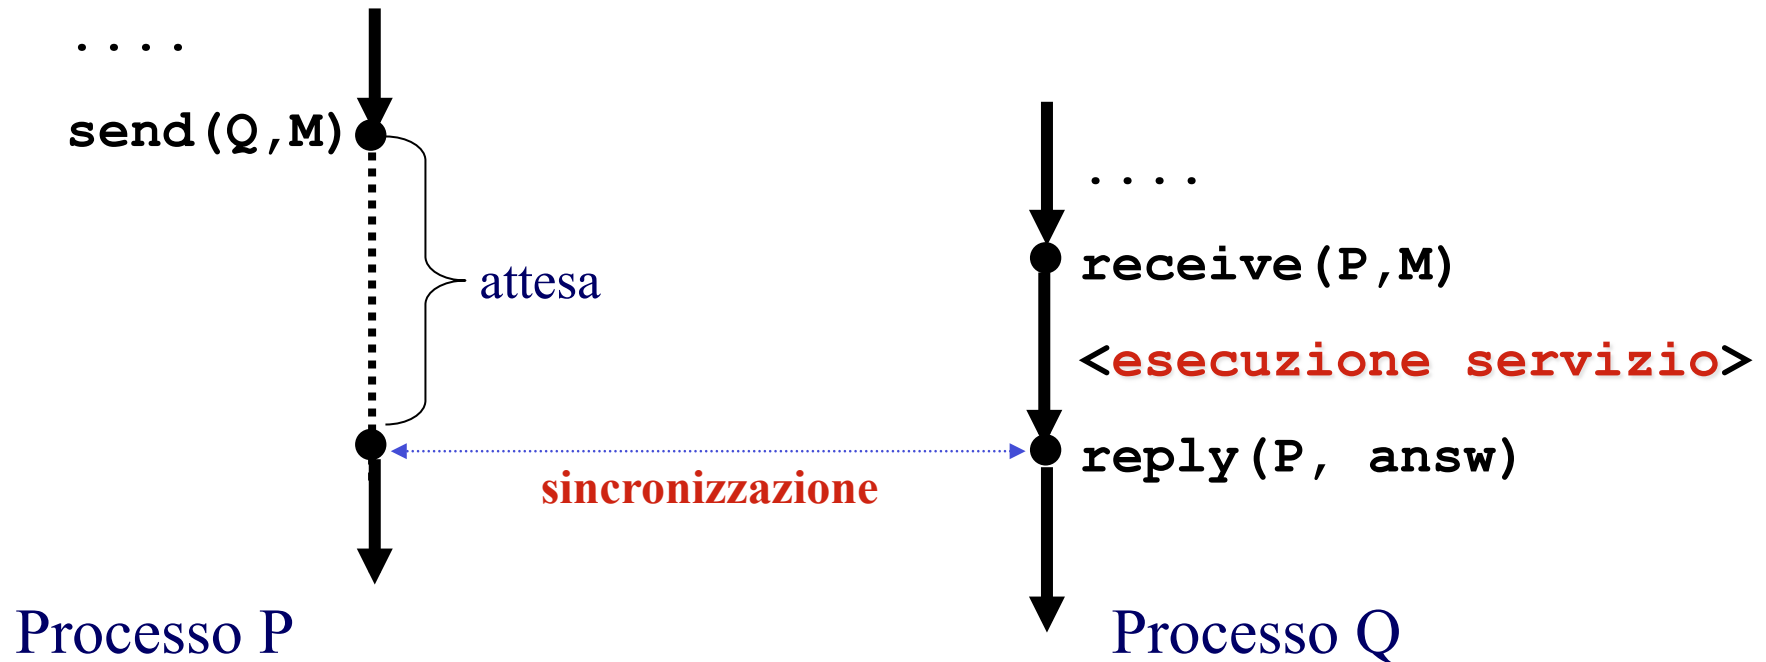 ....
send(Q,M)
....
receive(P,M)
attesa
<esecuzione servizio>
reply(P, answ)
sincronizzazione
Processo P
Processo Q